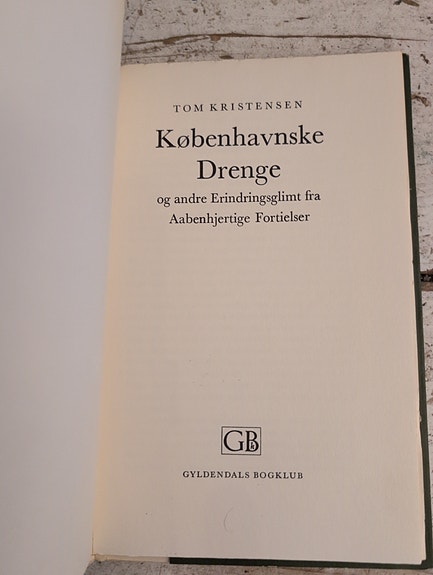 TOM KRISTENSEN
Københavnske
Drenge
og andre Erindringsglimt fra
Aabenhjertige Fortielser
GB
GYLDENDALS BOGKLUB